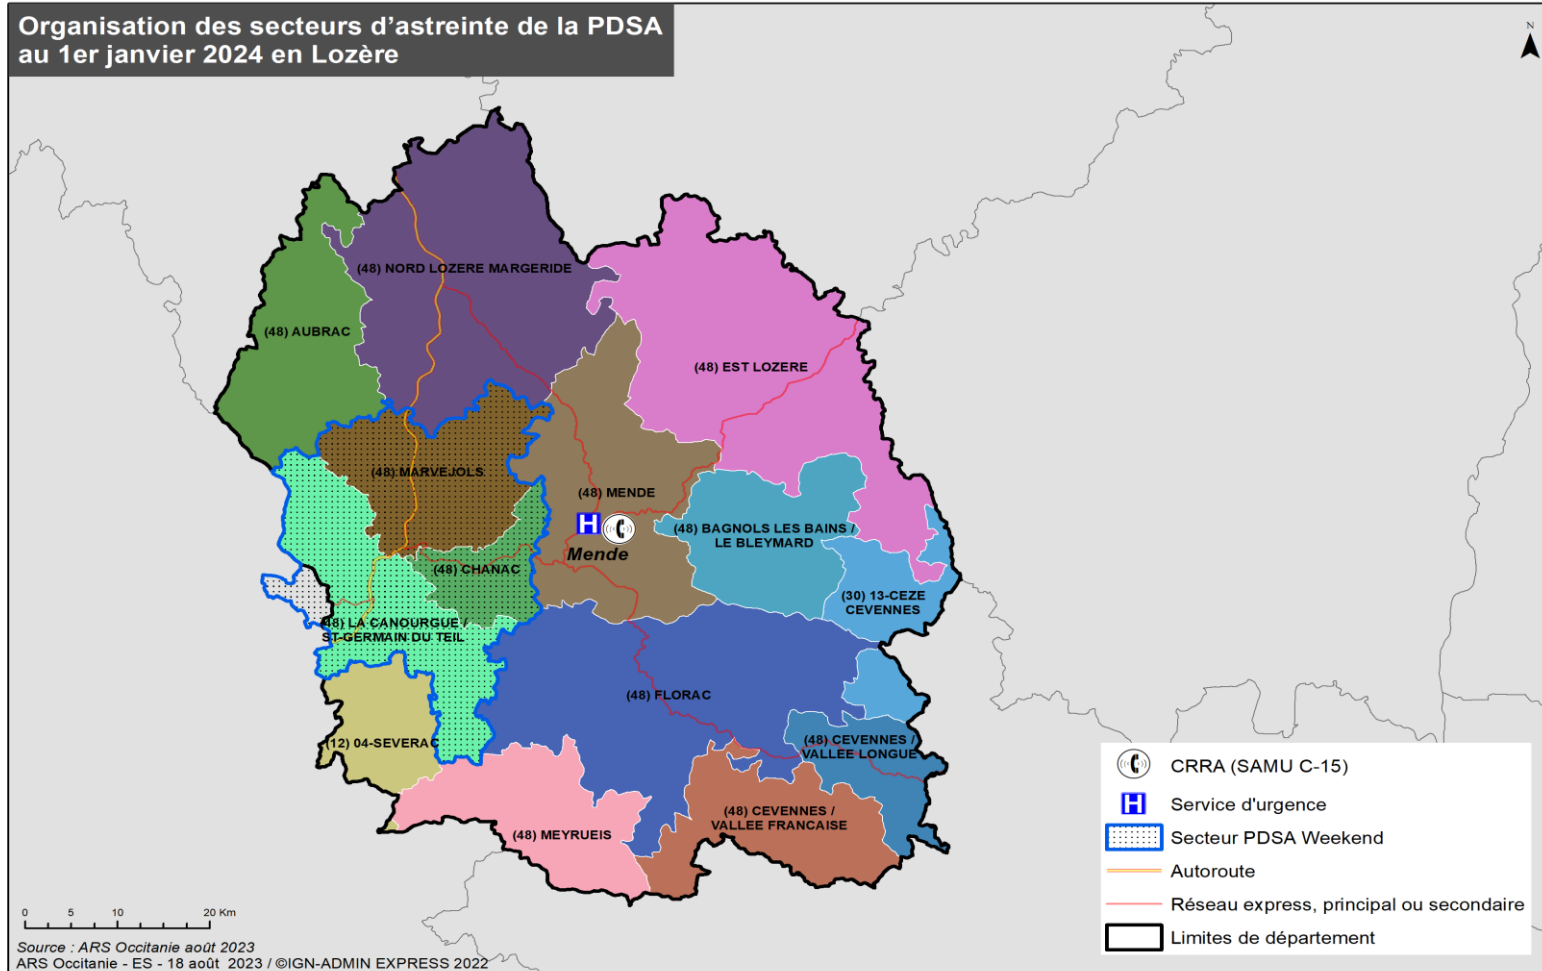 Organisation des secteurs d'astreinte de la PDSA
au 1er janvier 2024 en Lozère
N
(48) NORD LOZERE MARGERIDE
(48) AUBRAC
(48) EST LOZERE
(48) MARVEJOLS
(48) MENDE
H
(48) BAGNOLS LES BAINS /
LE BLEYMARD
Mende
(48) CHANAC
(30) 13-CEZE
CEVENNES
(48) LA CANOURGUE /
ST-GERMAIN DU TEIL
(48) FLORAC
(12) 04-SEVERAC
(48) CEVENNES /
VALLEE LONGUE
(48) CEVENNES /
VALLEE FRANCAISE
(48) MEYRUEIS
CRRA (SAMU C-15)
H Service d'urgence
Secteur PDSA Weekend
Autoroute
Réseau express, principal ou secondaire
Limites de département
0 5 10 20 Km
Source : ARS Occitanie août 2023
ARS Occitanie - ES - 18 août 2023 / ©IGN-ADMIN EXPRESS 2022